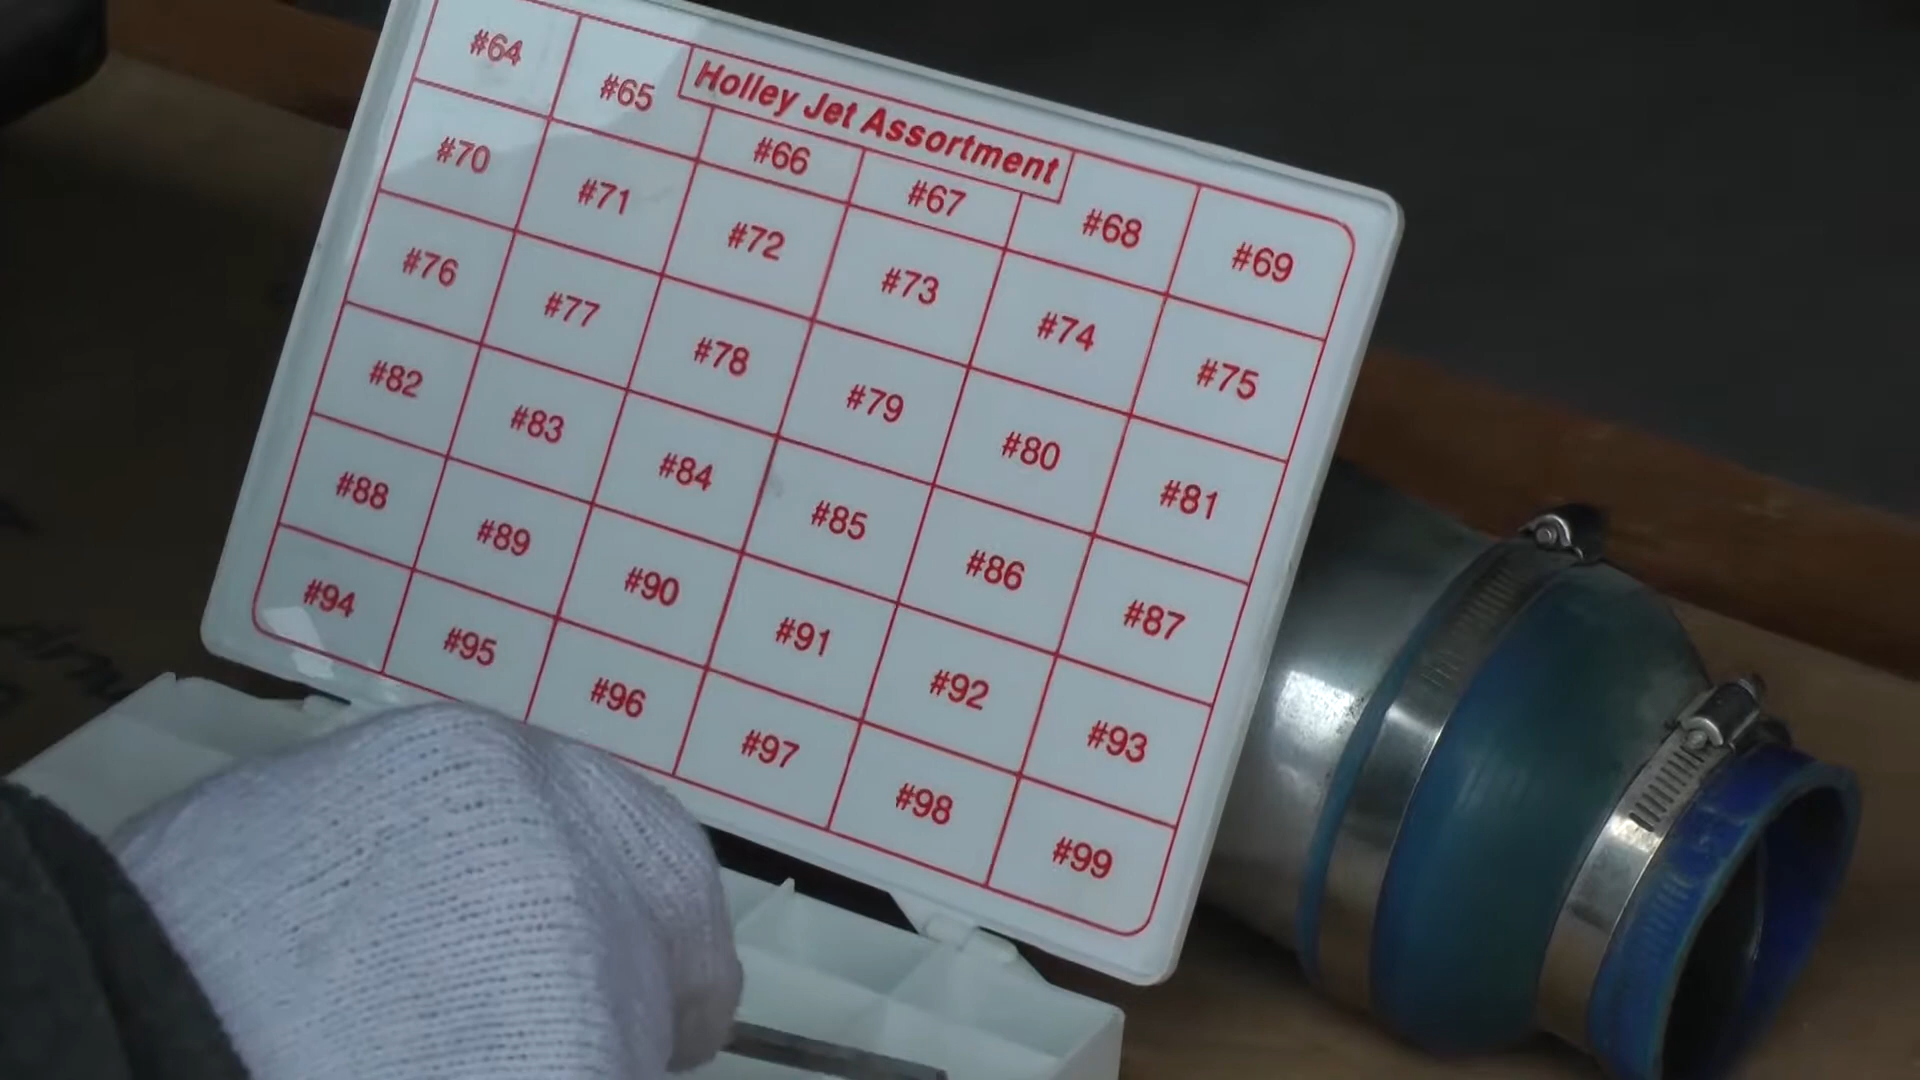 Holley Jet Assortment
#64 #65 #66 #67 #68 #69
#70 #71 #72 #73 #74 #75
#76 #77 #78 #79 #80 #81
#82 #83 #84 #85 #86 #87
#88 #89 #90 #91 #92 #93
#94 #95 #96 #97 #98 #99